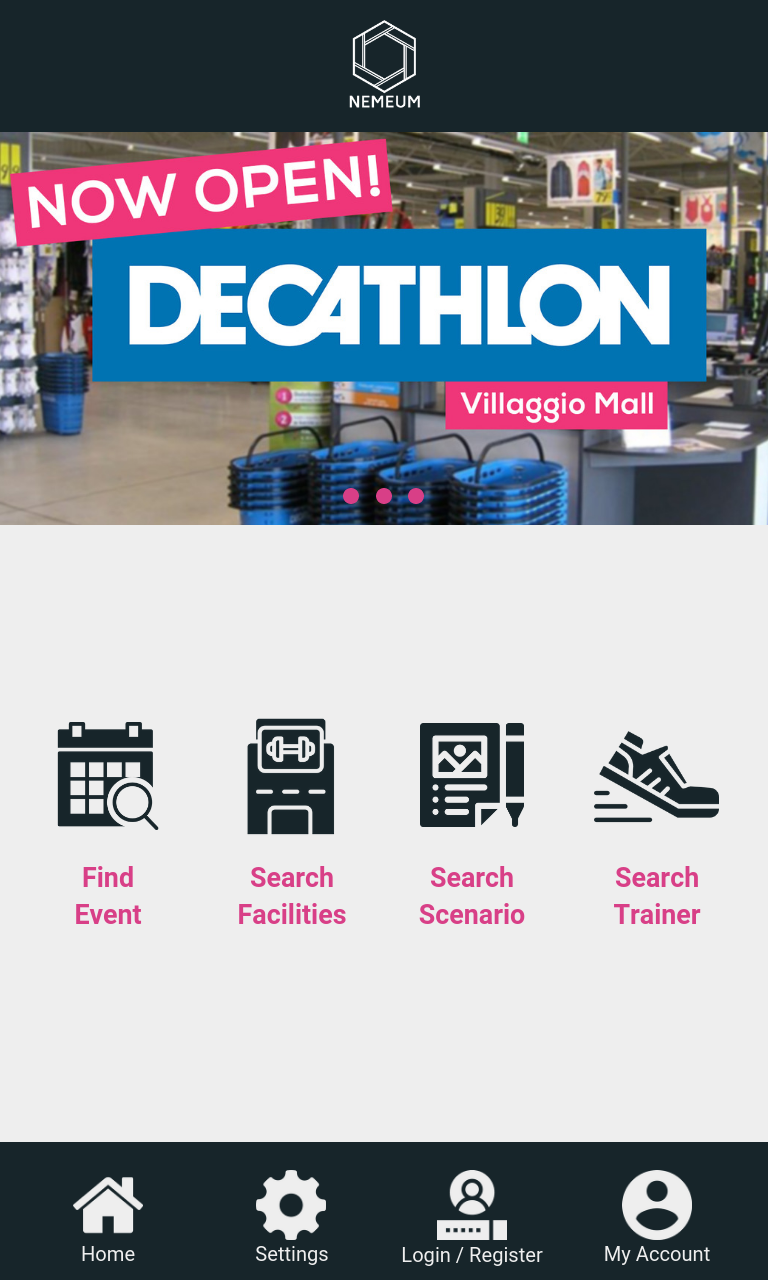 NEMEUM
NOW OPEN!
DECATHLON
Villaggio Mall
Find
Event
Search
Facilities
Search
Scenario
Search
Trainer
Home
Settings
Login / Register
My Account